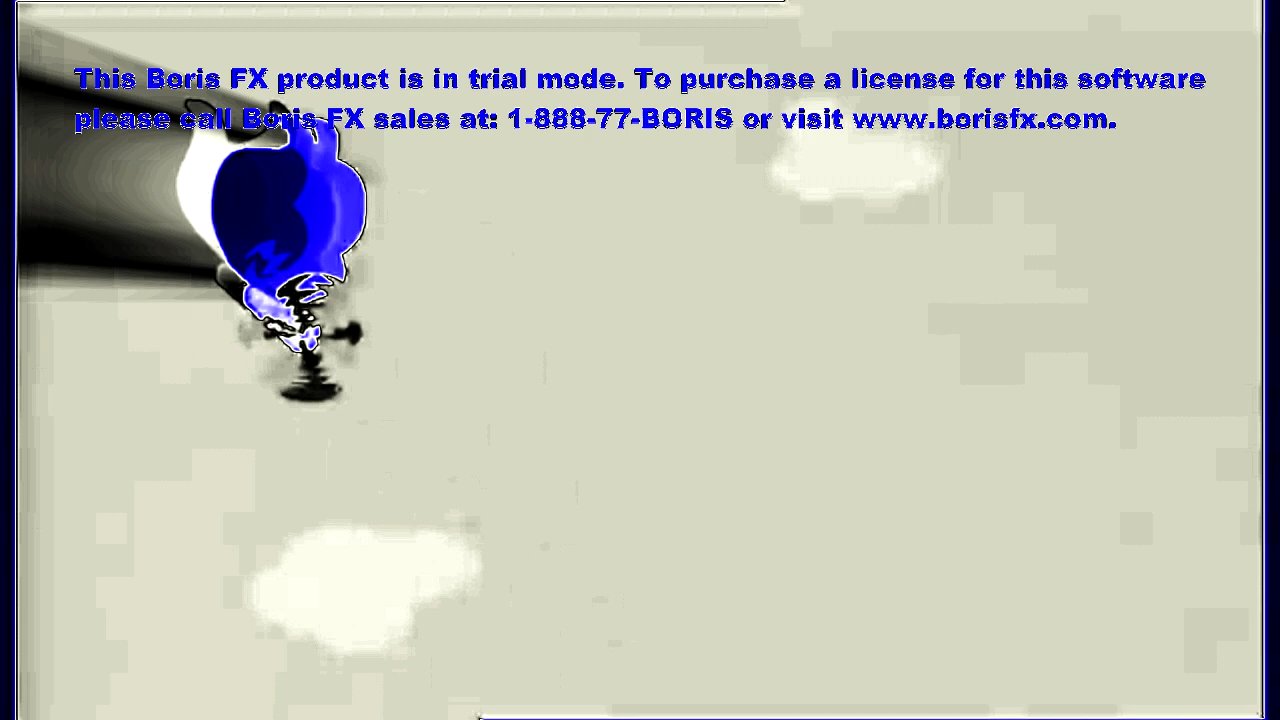 This Boris FX product is in trial mode. To purchase a license for this software
please call Boris FX sales at: 1-888-77-BORIS or visit www.borisfx.com.